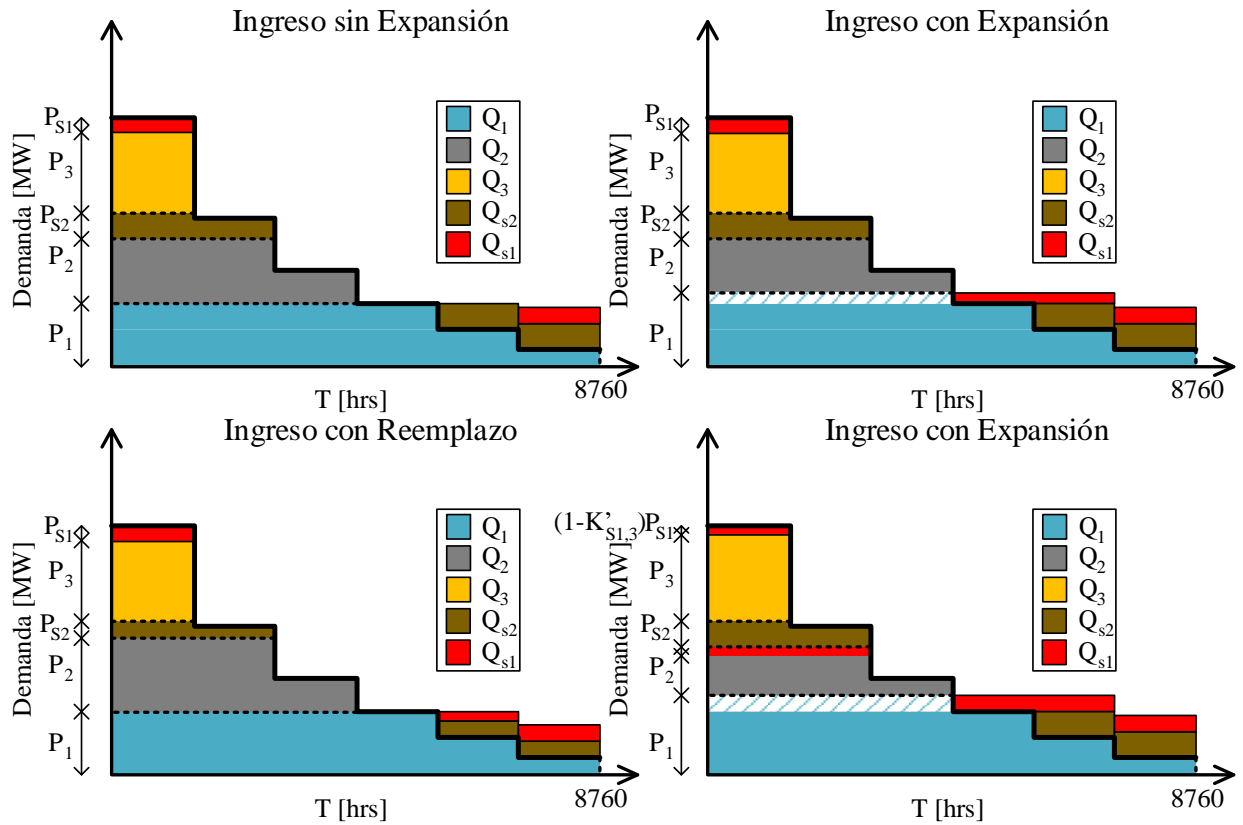 Ingreso sin Expansión
P_S1
P_3
P_S2
P_2
P_1
Demanda [MW]
Q_1
Q_2
Q_3
Q_s2
Q_s1
T [hrs]
8760
Ingreso con Expansión
P_S1
P_3
P_S2
P_2
P_1
Demanda [MW]
Q_1
Q_2
Q_3
Q_s2
Q_s1
T [hrs]
8760
Ingreso con Reemplazo
P_S1
P_3
P_S2
P_2
P_1
Demanda [MW]
Q_1
Q_2
Q_3
Q_s2
Q_s1
T [hrs]
8760
Ingreso con Expansión
(1-K'_S1,3)P_S1
P_3
P_S2
P_2
P_1
Demanda [MW]
Q_1
Q_2
Q_3
Q_s2
Q_s1
T [hrs]
8760